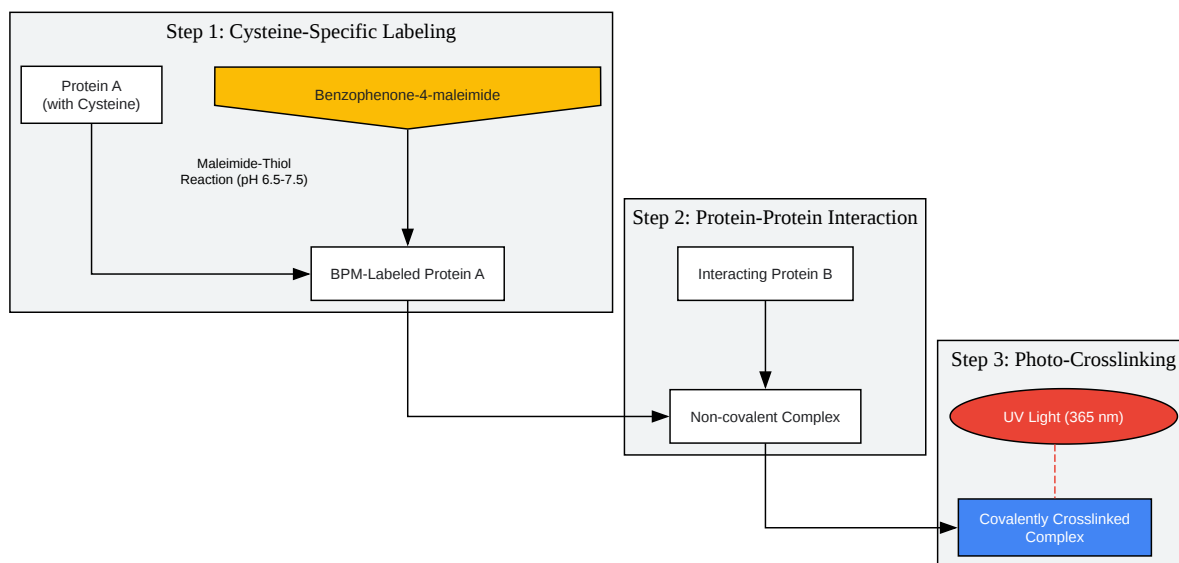 Step 1: Cysteine-Specific Labeling
Protein A
(with Cysteine)
Benzophenone-4-maleimide
Maleimide-Thiol
Reaction (pH 6.5-7.5)
BPM-Labeled Protein A
Step 2: Protein-Protein Interaction
Interacting Protein B
Non-covalent Complex
Step 3: Photo-Crosslinking
UV Light (365 nm)
Covalently Crosslinked
Complex